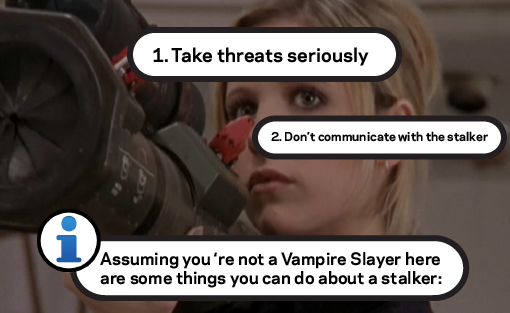 1. Take threats seriously
2. Don't communicate with the stalker
i
Assuming you 're not a Vampire Slayer here
are some things you can do about a stalker: